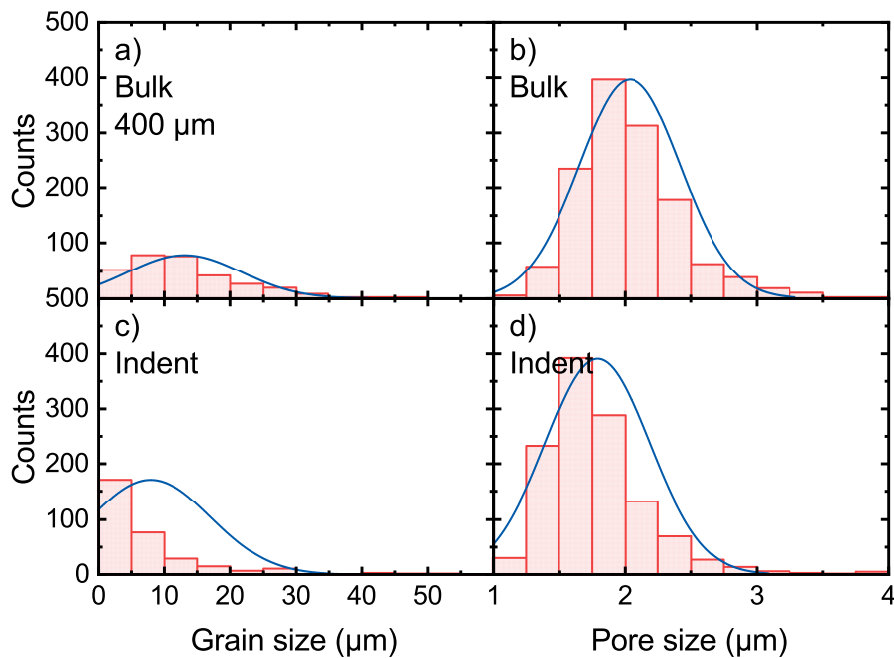 500
400
300
200
100
500
Counts
a)
Bulk
400 µm
b)
Bulk
400
300
200
100
0
Counts
c)
Indent
d)
Indent
0 10 20 30 40 50
1 2 3 4
Grain size (µm)
Pore size (µm)